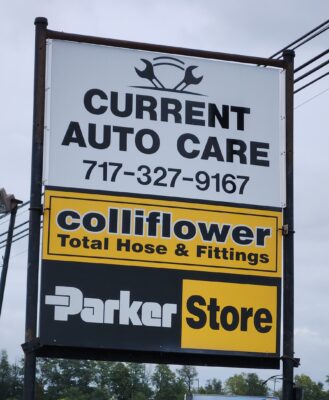 CURRENT
AUTO CARE
717-327-9167
colliflower
Total Hose & Fittings
Parker Store